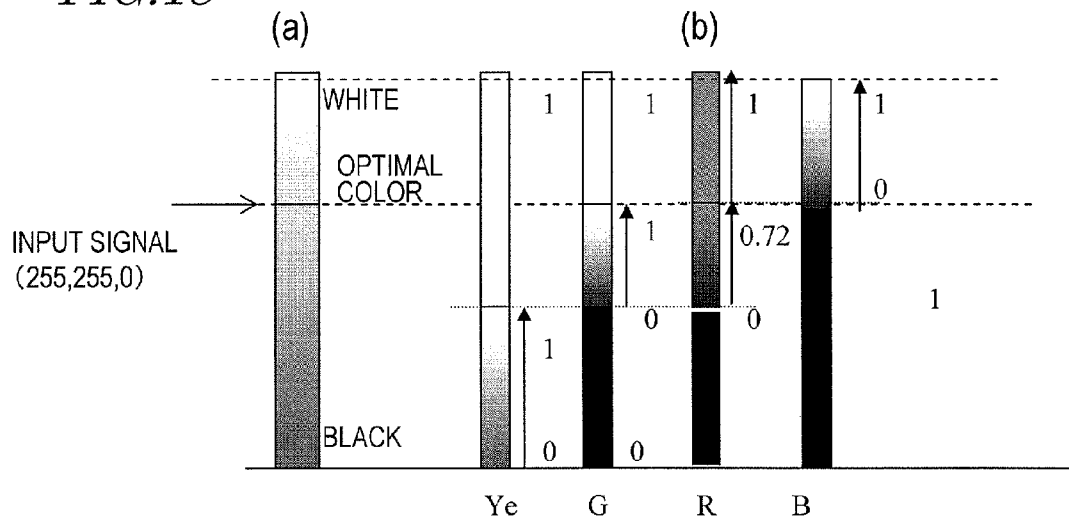 FIG.13
(a) (b)
WHITE 1 1 1 1
OPTIMAL
COLOR 0
INPUT SIGNAL
(255,255,0)
1 0.72
1
0 0
1
BLACK
0 0
Ye G R B